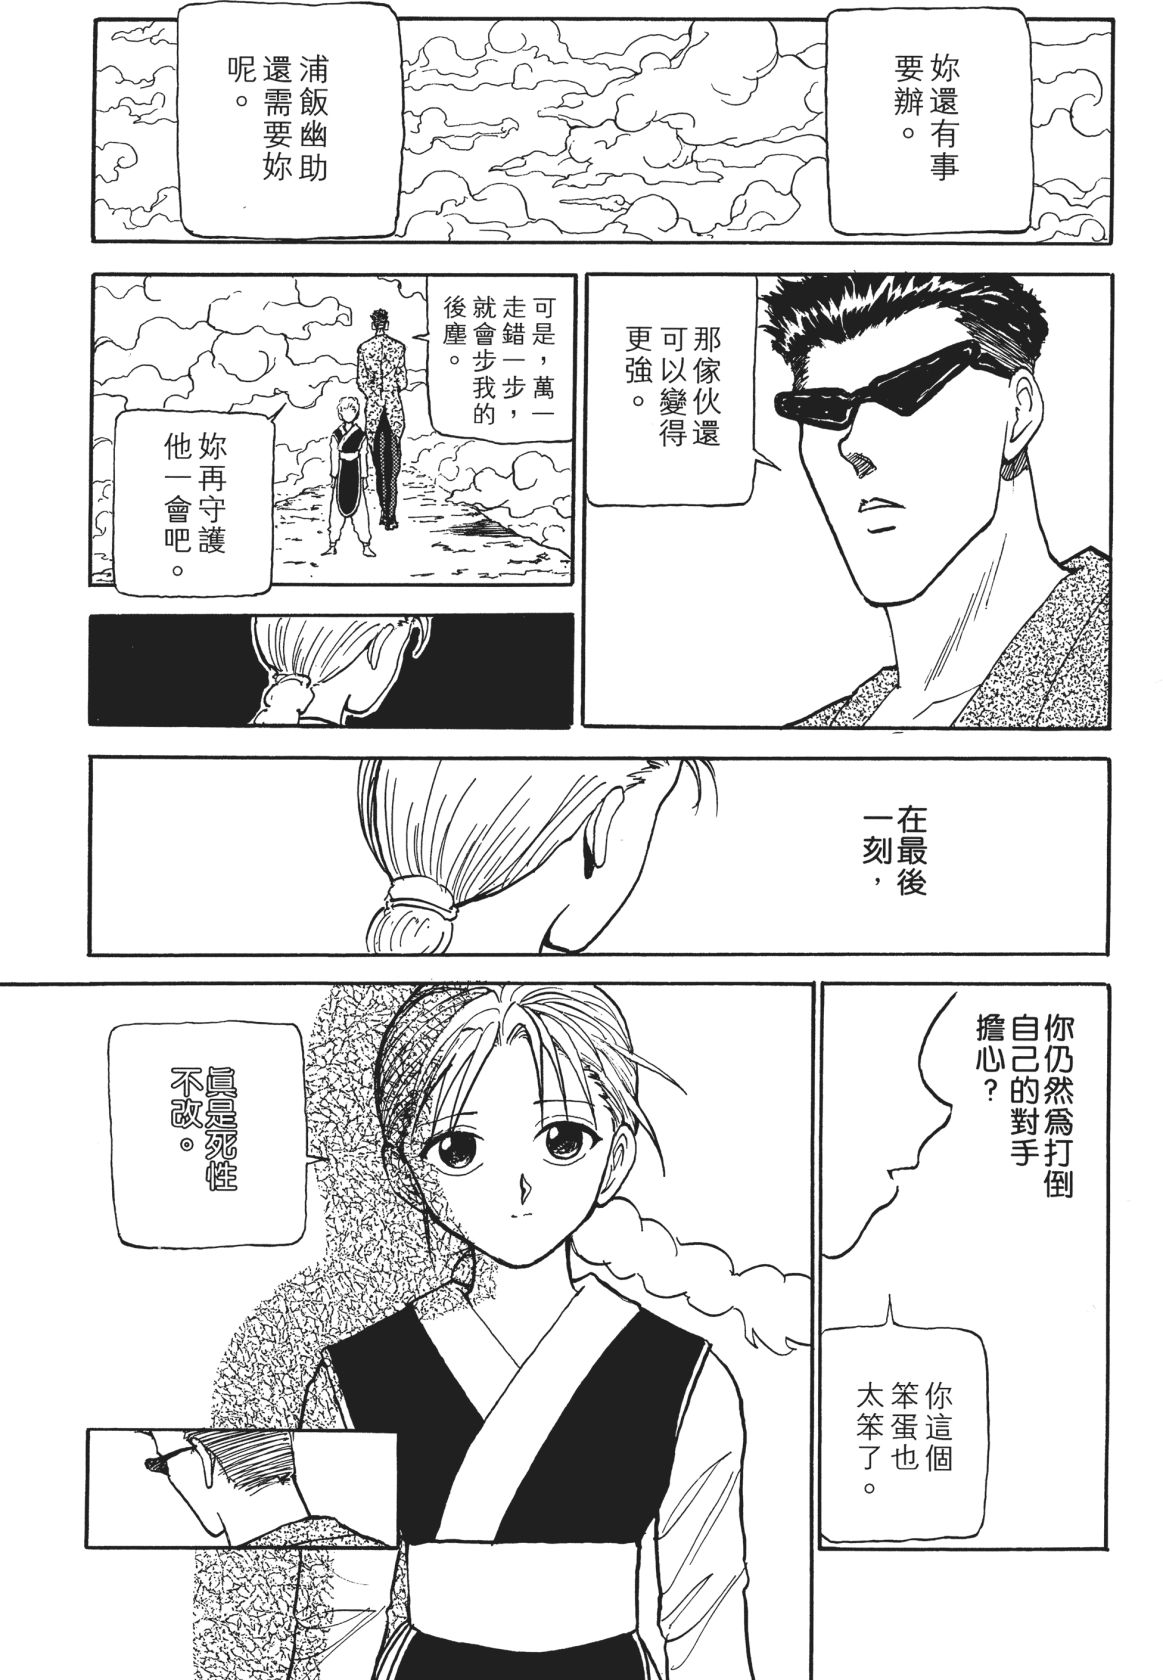 妳還有事
要辦。
浦飯幽助
還需要妳
呢。
那傢伙還
可以變得
更強。
可是，萬一
走錯一步，
就會步我的
後塵。
妳再守護
他一會吧。
在最後
一刻，
你仍然為打倒
自己的對手
擔心？
你這個
笨蛋也
太笨了。
眞是死性
不改。